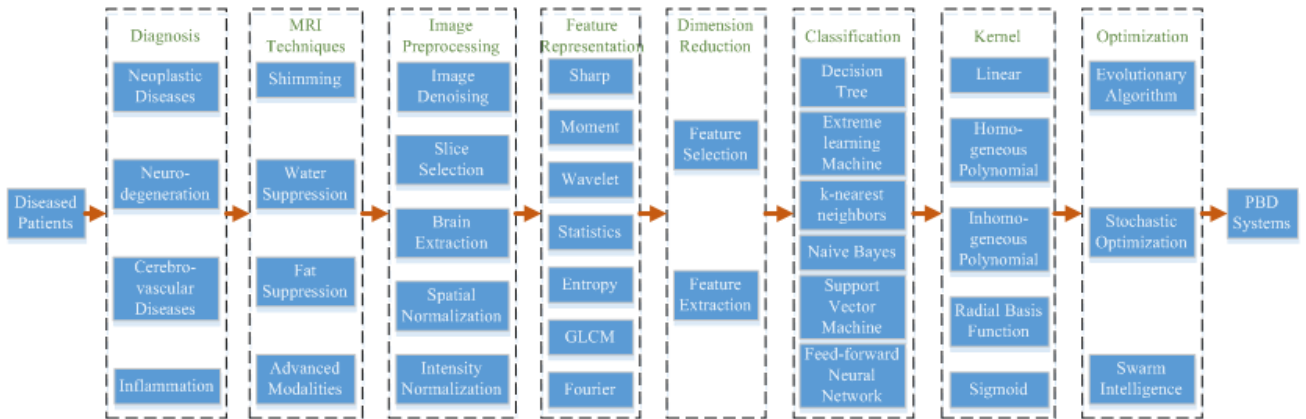 Diseased
Patients
Diagnosis
Neoplastic
Diseases
Neuro-
degeneration
Cerebro-
vascular
Diseases
Inflammation
MRI
Techniques
Shimming
Water
Suppression
Fat
Suppression
Advanced
Modalities
Image
Preprocessing
Image
Denoising
Slice
Selection
Brain
Extraction
Spatial
Normalization
Intensity
Normalization
Feature
Representation
Sharp
Moment
Wavelet
Statistics
Entropy
GLCM
Fourier
Dimension
Reduction
Feature
Selection
Feature
Extraction
Classification
Decision
Tree
Extreme
learning
Machine
k-nearest
neighbors
Naive Bayes
Support
Vector
Machine
Feed-forward
Neural
Network
Kernel
Linear
Homo-
geneous
Polynomial
Inhomo-
geneous
Polynomial
Radial Basis
Function
Sigmoid
Optimization
Evolutionary
Algorithm
Stochastic
Optimization
Swarm
Intelligence
PBD
Systems